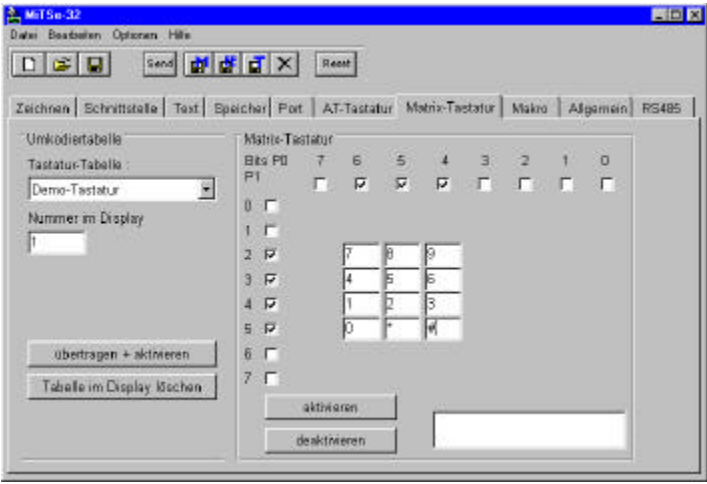 MiTSe-32
Datei Bearbeiten Optionen Hilfe
Send M N T Reset
Zeichnen Schnittstelle Text Speicher Port AT-Tastatur Matrix-Tastatur Makro Allgemein RS485
Umkodiertabelle
Tastatur-Tabelle :
Demo-Tastatur
Nummer im Display
1
übertragen + aktivieren
Tabelle im Display löschen
Matrix-Tastatur
Bits P0 7 6 5 4 3 2 1 0
P1
0
1
2 7 8 9
3 4 5 6
4 1 2 3
5 0 * #
6
7
aktivieren
deaktivieren